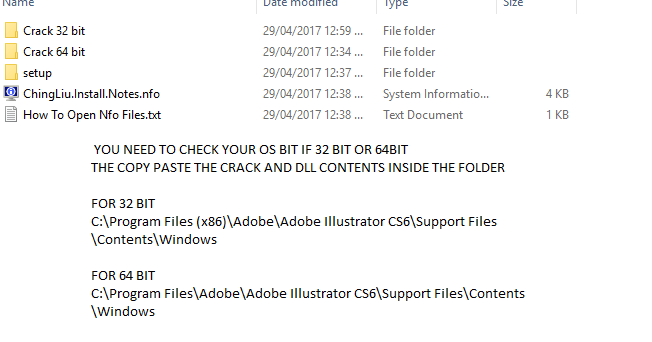 Name Date modified Type Size
Crack 32 bit 29/04/2017 12:59 ... File folder
Crack 64 bit 29/04/2017 12:34 ... File folder
setup 29/04/2017 12:37 ... File folder
ChingLiu.Install.Notes.nfo 29/04/2017 12:38 ... System Informatio... 4 KB
How To Open Nfo Files.txt 29/04/2017 12:38 ... Text Document 1 KB
YOU NEED TO CHECK YOUR OS BIT IF 32 BIT OR 64BIT
THE COPY PASTE THE CRACK AND DLL CONTENTS INSIDE THE FOLDER
FOR 32 BIT
C:\Program Files (x86)\Adobe\Adobe Illustrator CS6\Support Files
\Contents\Windows
FOR 64 BIT
C:\Program Files\Adobe\Adobe Illustrator CS6\Support Files\Contents
\Windows